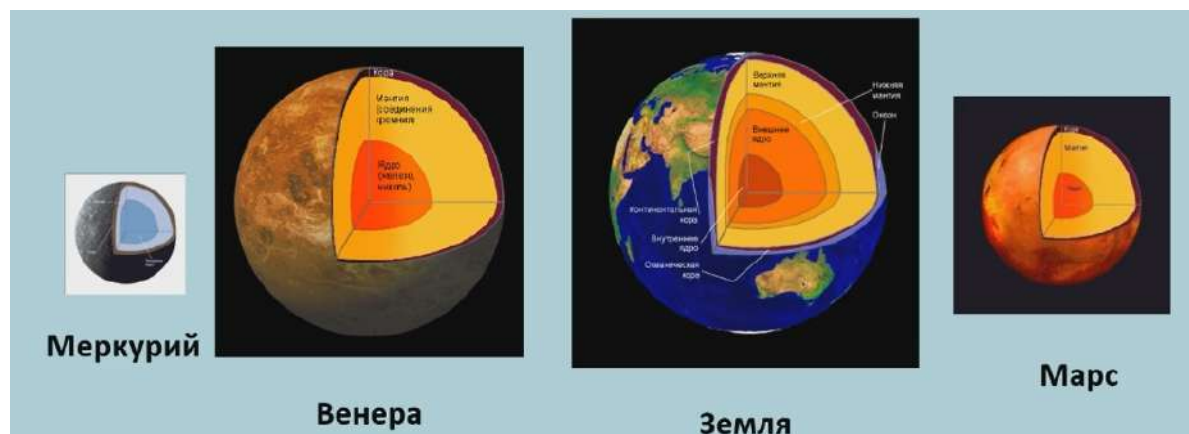 Кора
Мантия
(соединения
кремния)
Ядро
(железо,
никель)
Верхняя
мантия
Нижняя
мантия
Океан
Внешнее
ядро
Континентальная
кора
Внутреннее
ядро
Океаническая
кора
Мантия
Меркурий
Венера
Земля
Марс